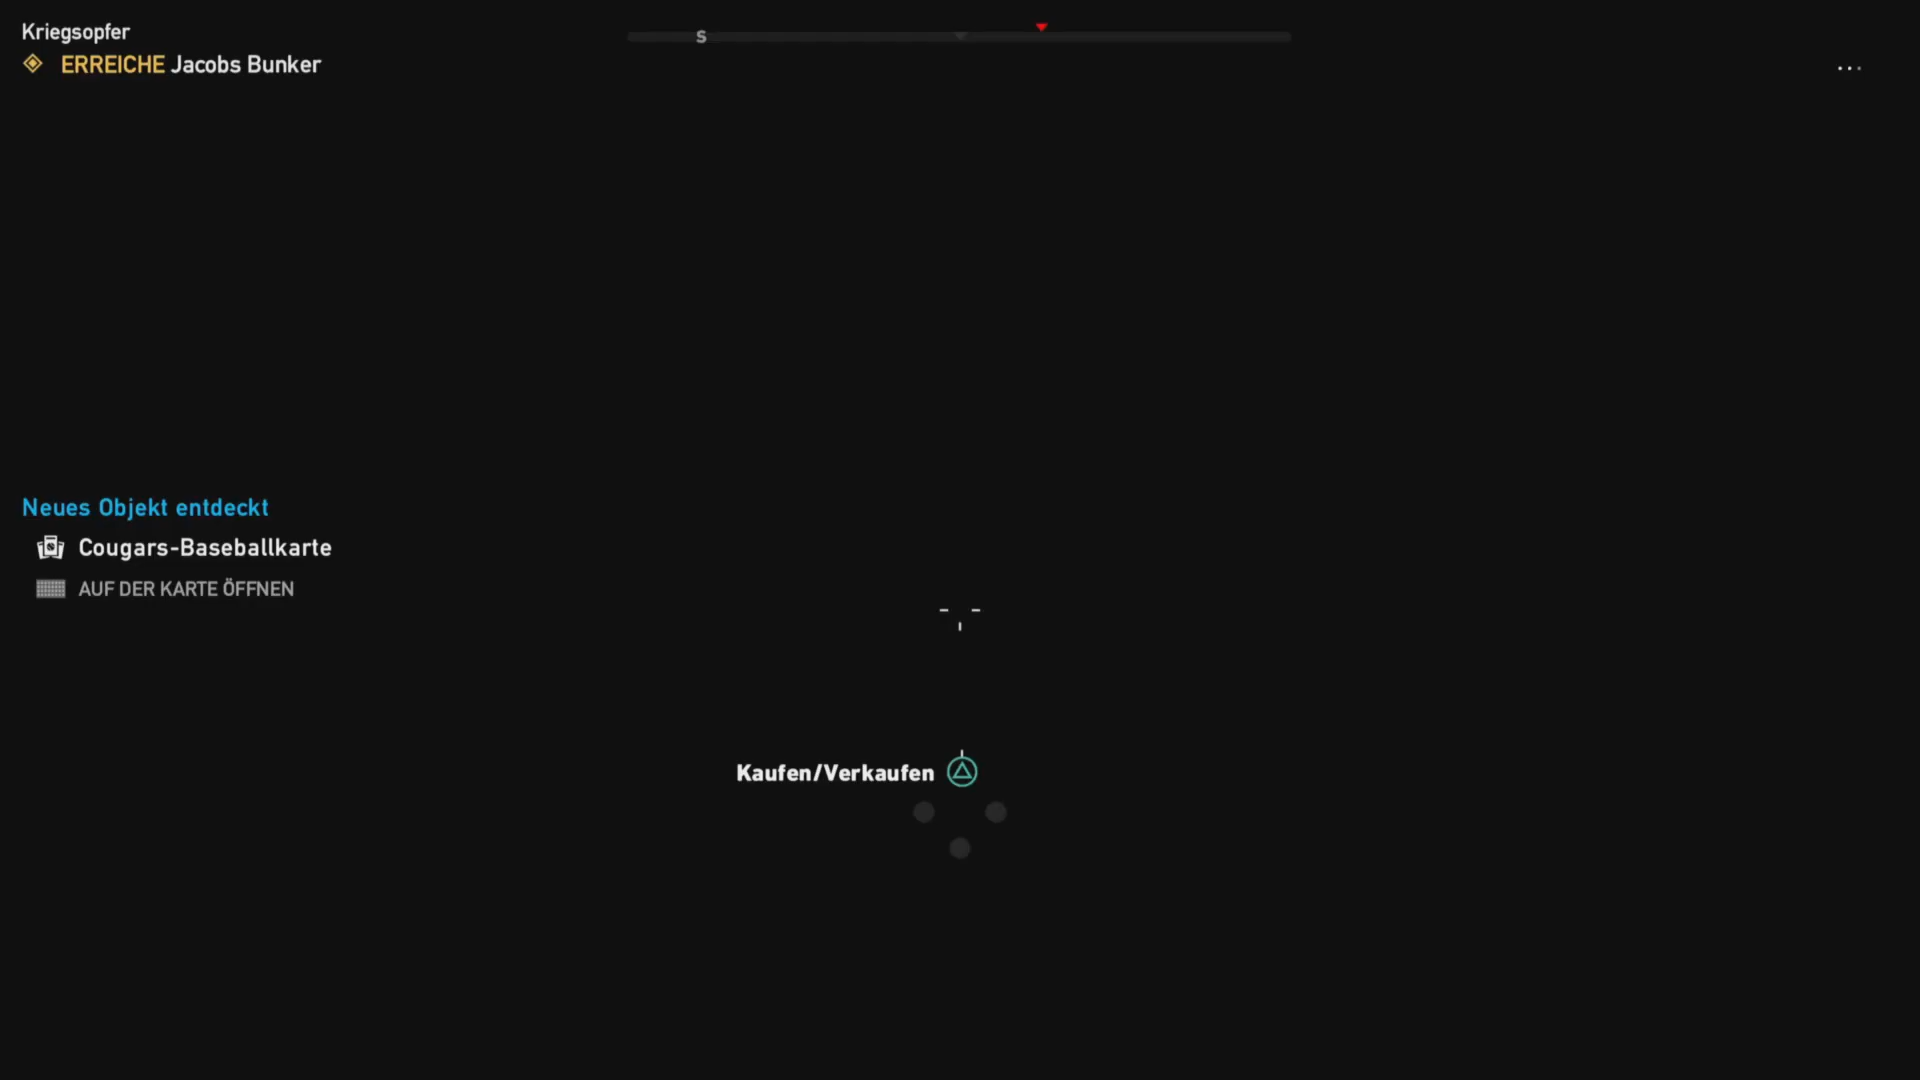 Kriegsopfer
S
ERREICHE Jacobs Bunker
Neues Objekt entdeckt
Cougars-Baseballkarte
AUF DER KARTE ÖFFNEN
Kaufen/Verkaufen